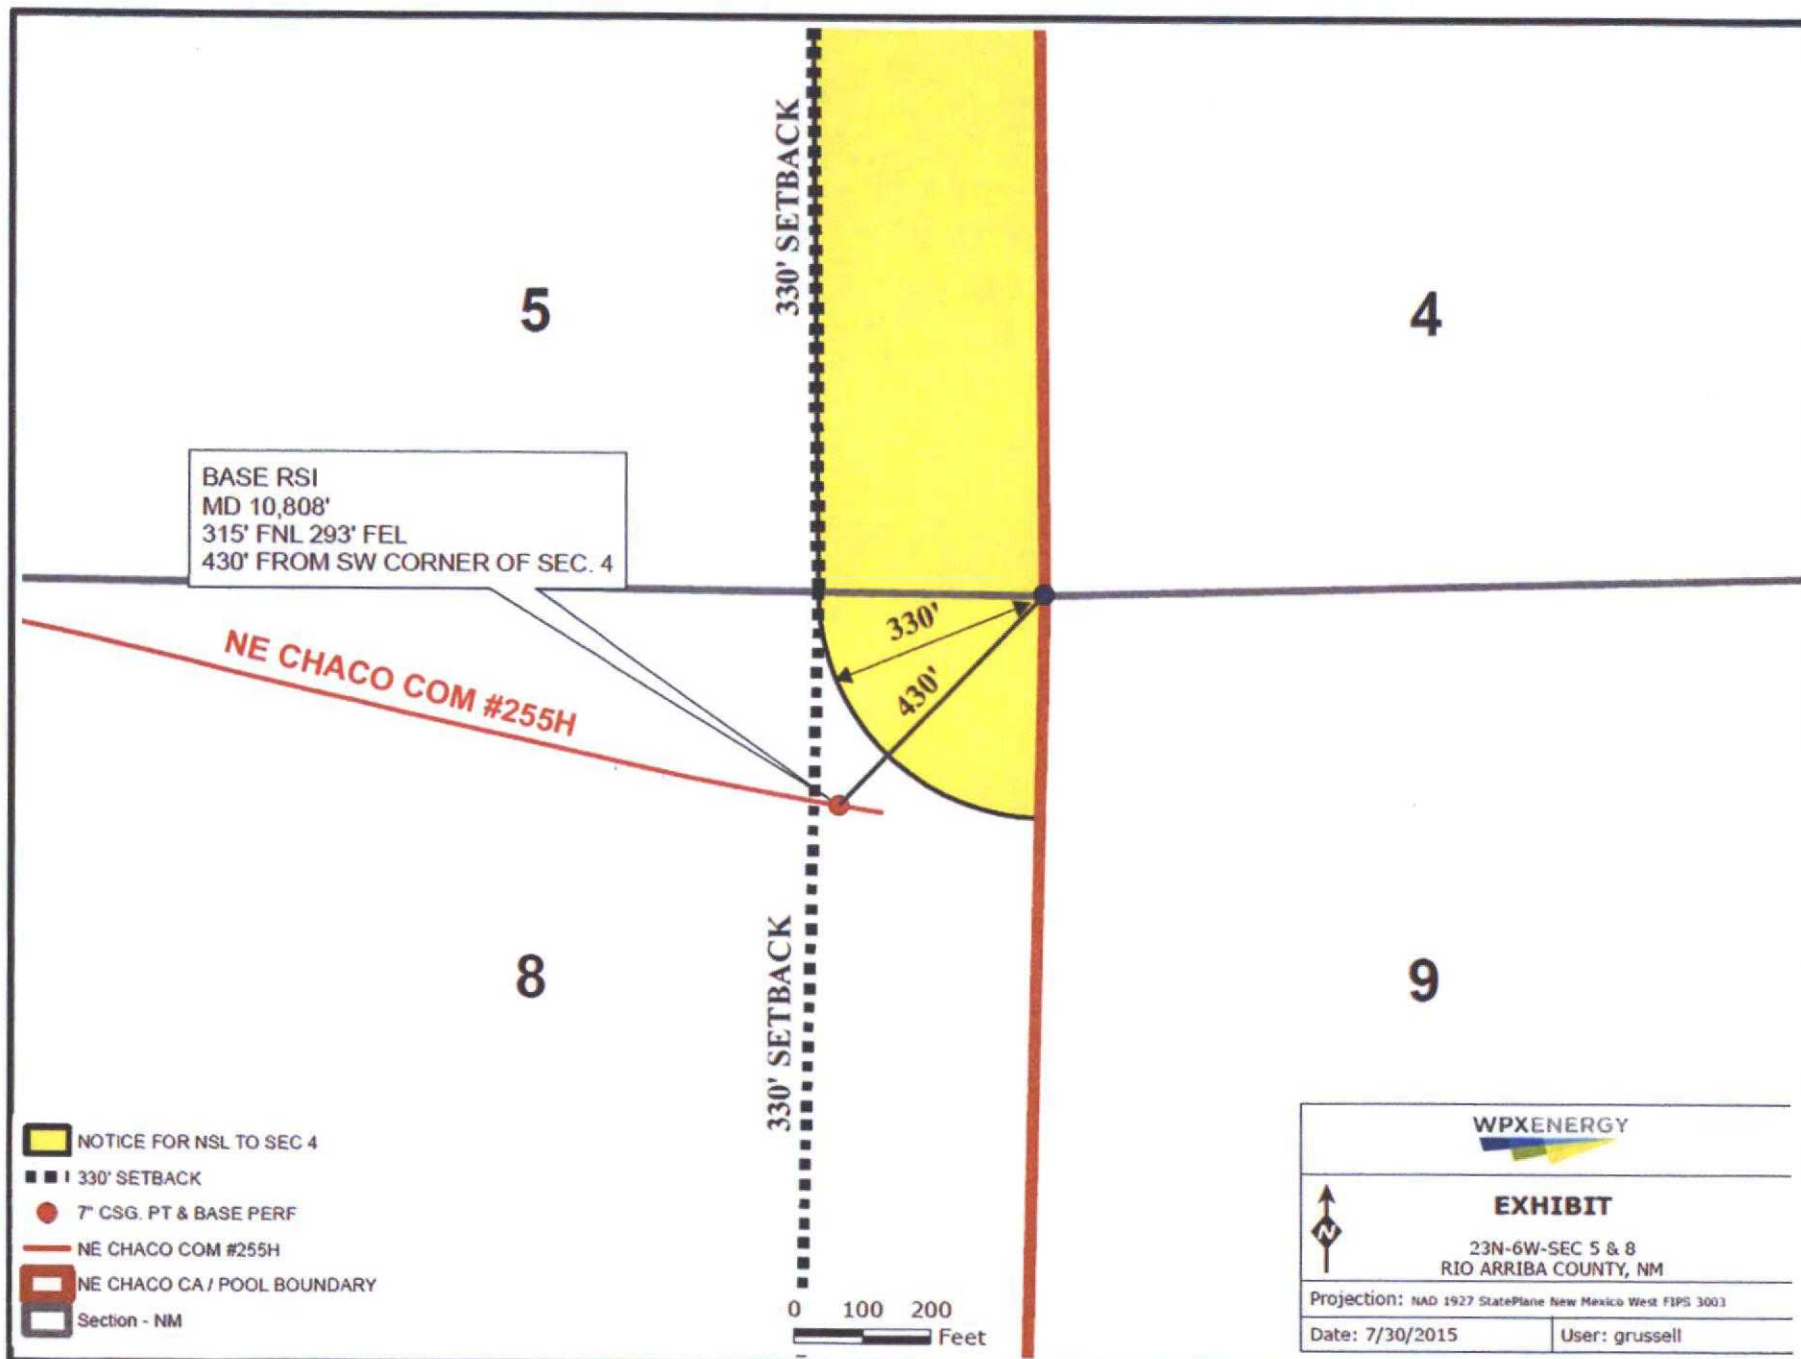 330' SETBACK
5
4
BASE RSI
MD 10,808'
315' FNL 293' FEL
430' FROM SW CORNER OF SEC. 4
330'
430'
NE CHACO COM #255H
330' SETBACK
8
9
NOTICE FOR NSL TO SEC 4
330' SETBACK
7" CSG. PT & BASE PERF
NE CHACO COM #255H
NE CHACO CA / POOL BOUNDARY
Section - NM
0 100 200
Feet
WPXENERGY
N
EXHIBIT
23N-6W-SEC 5 & 8
RIO ARRIBA COUNTY, NM
Projection: NAD 1927 StatePlane New Mexico West FIPS 3003
Date: 7/30/2015
User: grussell